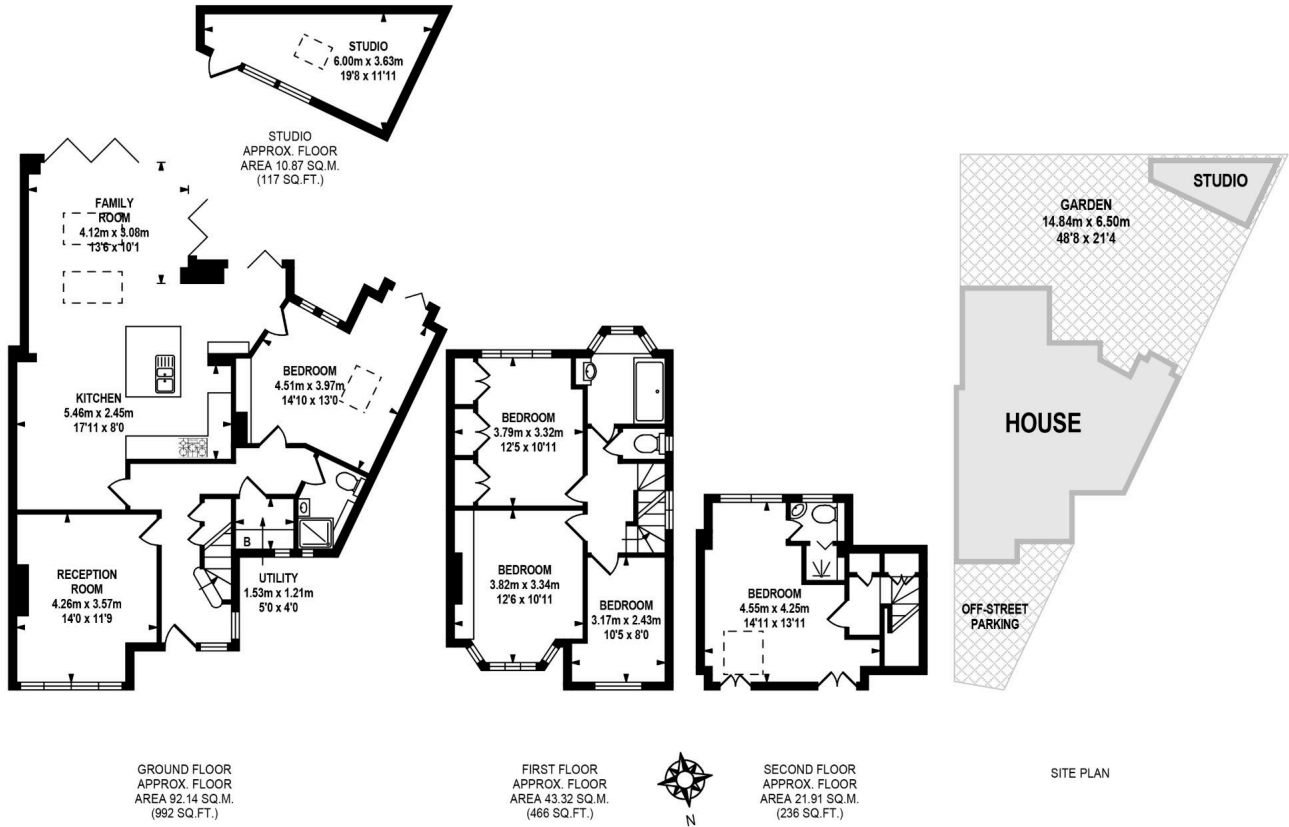 STUDIO
6.00m x 3.63m
19'8 x 11'11
STUDIO
APPROX. FLOOR
AREA 10.87 SQ.M.
(117 SQ.FT.)
FAMILY
ROOM
4.12m x 3.08m
13'6 x 10'1
KITCHEN
5.46m x 2.45m
17'11 x 8'0
BEDROOM
4.51m x 3.97m
14'10 x 13'0
B
UTILITY
1.53m x 1.21m
5'0 x 4'0
RECEPTION
ROOM
4.26m x 3.57m
14'0 x 11'9
GROUND FLOOR
APPROX. FLOOR
AREA 92.14 SQ.M.
(992 SQ.FT.)
BEDROOM
3.79m x 3.32m
12'5 x 10'11
BEDROOM
3.82m x 3.34m
12'6 x 10'11
BEDROOM
3.17m x 2.43m
10'5 x 8'0
FIRST FLOOR
APPROX. FLOOR
AREA 43.32 SQ.M.
(466 SQ.FT.)
N
BEDROOM
4.55m x 4.25m
14'11 x 13'11
SECOND FLOOR
APPROX. FLOOR
AREA 21.91 SQ.M.
(236 SQ.FT.)
STUDIO
GARDEN
14.84m x 6.50m
48'8 x 21'4
HOUSE
OFF-STREET
PARKING
SITE PLAN